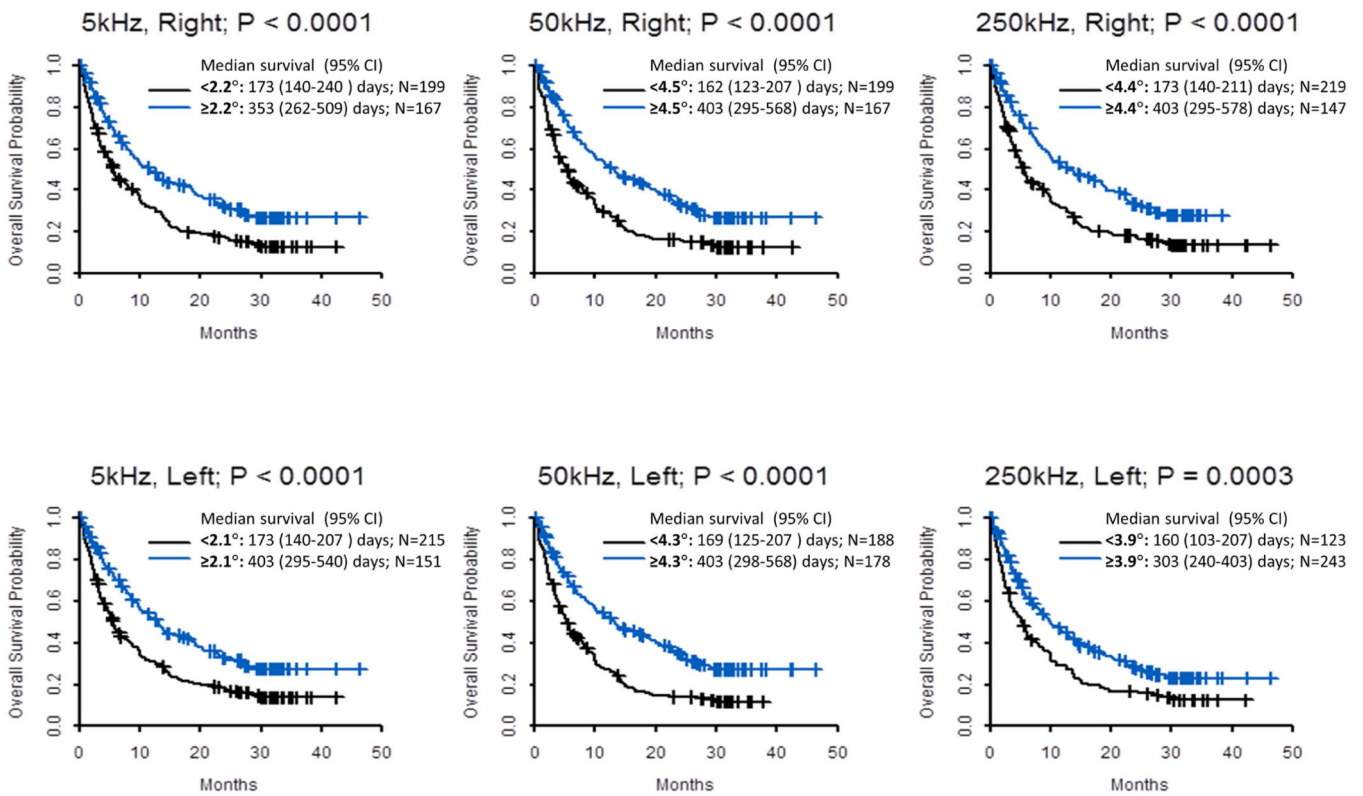 5kHz, Right; P < 0.0001
Median survival (95% CI)
<2.2°: 173 (140-240 ) days; N=199
≥2.2°: 353 (262-509) days; N=167
Overall Survival Probability
1.0
0.8
0.6
0.4
0.2
0.0
0 10 20 30 40 50
Months
50kHz, Right; P < 0.0001
Median survival (95% CI)
<4.5°: 162 (123-207 ) days; N=199
≥4.5°: 403 (295-568) days; N=167
Overall Survival Probability
1.0
0.8
0.6
0.4
0.2
0.0
0 10 20 30 40 50
Months
250kHz, Right; P < 0.0001
Median survival (95% CI)
<4.4°: 173 (140-211) days; N=219
≥4.4°: 403 (295-578) days; N=147
Overall Survival Probability
1.0
0.8
0.6
0.4
0.2
0.0
0 10 20 30 40 50
Months
5kHz, Left; P < 0.0001
Median survival (95% CI)
<2.1°: 173 (140-207 ) days; N=215
≥2.1°: 403 (295-540) days; N=151
Overall Survival Probability
1.0
0.8
0.6
0.4
0.2
0.0
0 10 20 30 40 50
Months
50kHz, Left; P < 0.0001
Median survival (95% CI)
<4.3°: 169 (125-207 ) days; N=188
≥4.3°: 403 (298-568) days; N=178
Overall Survival Probability
1.0
0.8
0.6
0.4
0.2
0.0
0 10 20 30 40 50
Months
250kHz, Left; P = 0.0003
Median survival (95% CI)
<3.9°: 160 (103-207) days; N=123
≥3.9°: 303 (240-403) days; N=243
Overall Survival Probability
1.0
0.8
0.6
0.4
0.2
0.0
0 10 20 30 40 50
Months